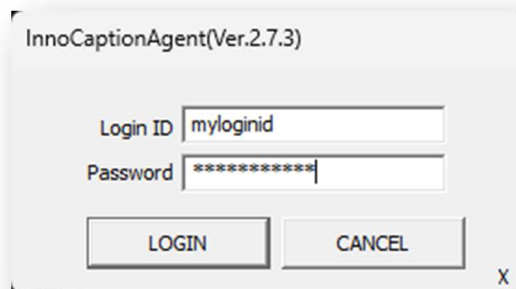 InnoCaptionAgent(Ver.2.7.3)
Login ID myloginid
Password ***********
LOGIN CANCEL
X